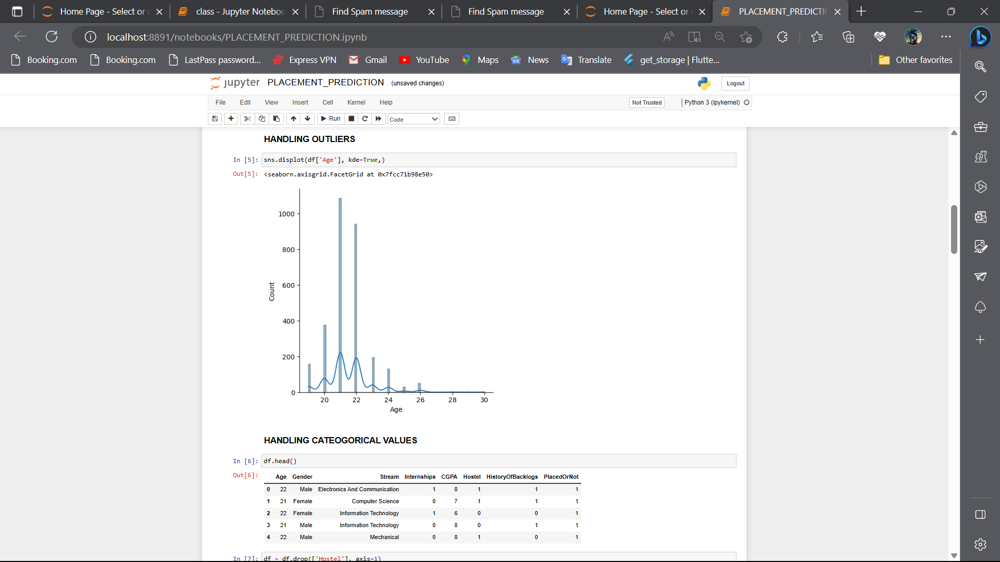 Home Page - Select or
class - Jupyter Noteboo
Find Spam message
Find Spam message
Home Page - Select or
PLACEMENT_PREDICTI
localhost:8891/notebooks/PLACEMENT_PREDICTION.ipynb
Booking.com
Booking.com
LastPass password...
Express VPN
Gmail
YouTube
Maps
News
Translate
get_storage | Flutte...
Other favorites
jupyter PLACEMENT_PREDICTION (unsaved changes)
Logout
File Edit View Insert Cell Kernel Help
Not Trusted
Python 3 (ipykernel)
Run
Code
HANDLING OUTLIERS
In [5]: sns.displot(df['Age'], kde=True,)
Out[5]: <seaborn.axisgrid.FacetGrid at 0x7fcc71b98e50>
1000
800
600
400
200
0
Count
20 22 24 26 28 30
Age
HANDLING CATEOGORICAL VALUES
In [6]: df.head()
Out[6]:
Age Gender Stream Internships CGPA Hostel HistoryOfBacklogs PlacedOrNot
0 22 Male Electronics And Communication 1 8 1 1 1
1 21 Female Computer Science 0 7 1 1 1
2 22 Female Information Technology 1 6 0 0 1
3 21 Male Information Technology 0 8 0 1 1
4 22 Male Mechanical 0 8 1 0 1
In [7]: df = df.drop(['Hostel'], axis=1)